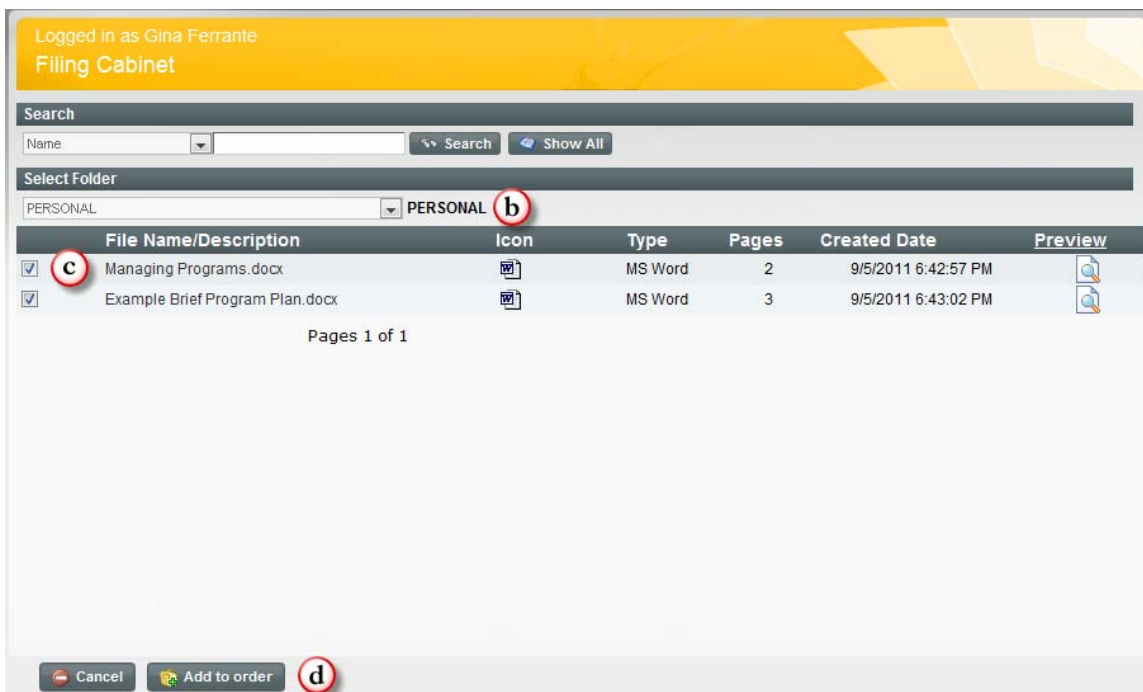 Logged in as Gina Ferrante
Filing Cabinet
Search
Name Search Show All
Select Folder
PERSONAL PERSONAL b
File Name/Description Icon Type Pages Created Date Preview
c Managing Programs.docx MS Word 2 9/5/2011 6:42:57 PM
Example Brief Program Plan.docx MS Word 3 9/5/2011 6:43:02 PM
Pages 1 of 1
Cancel Add to order d